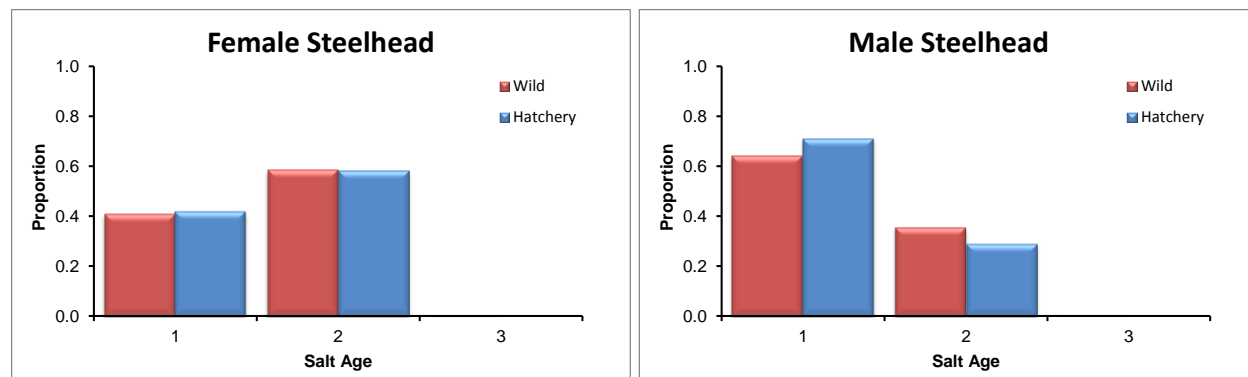 Female Steelhead
Proportion
1.0
0.8
0.6
0.4
0.2
0.0
Wild
Hatchery
1 2 3
Salt Age
Male Steelhead
Proportion
1.0
0.8
0.6
0.4
0.2
0.0
Wild
Hatchery
1 2 3
Salt Age